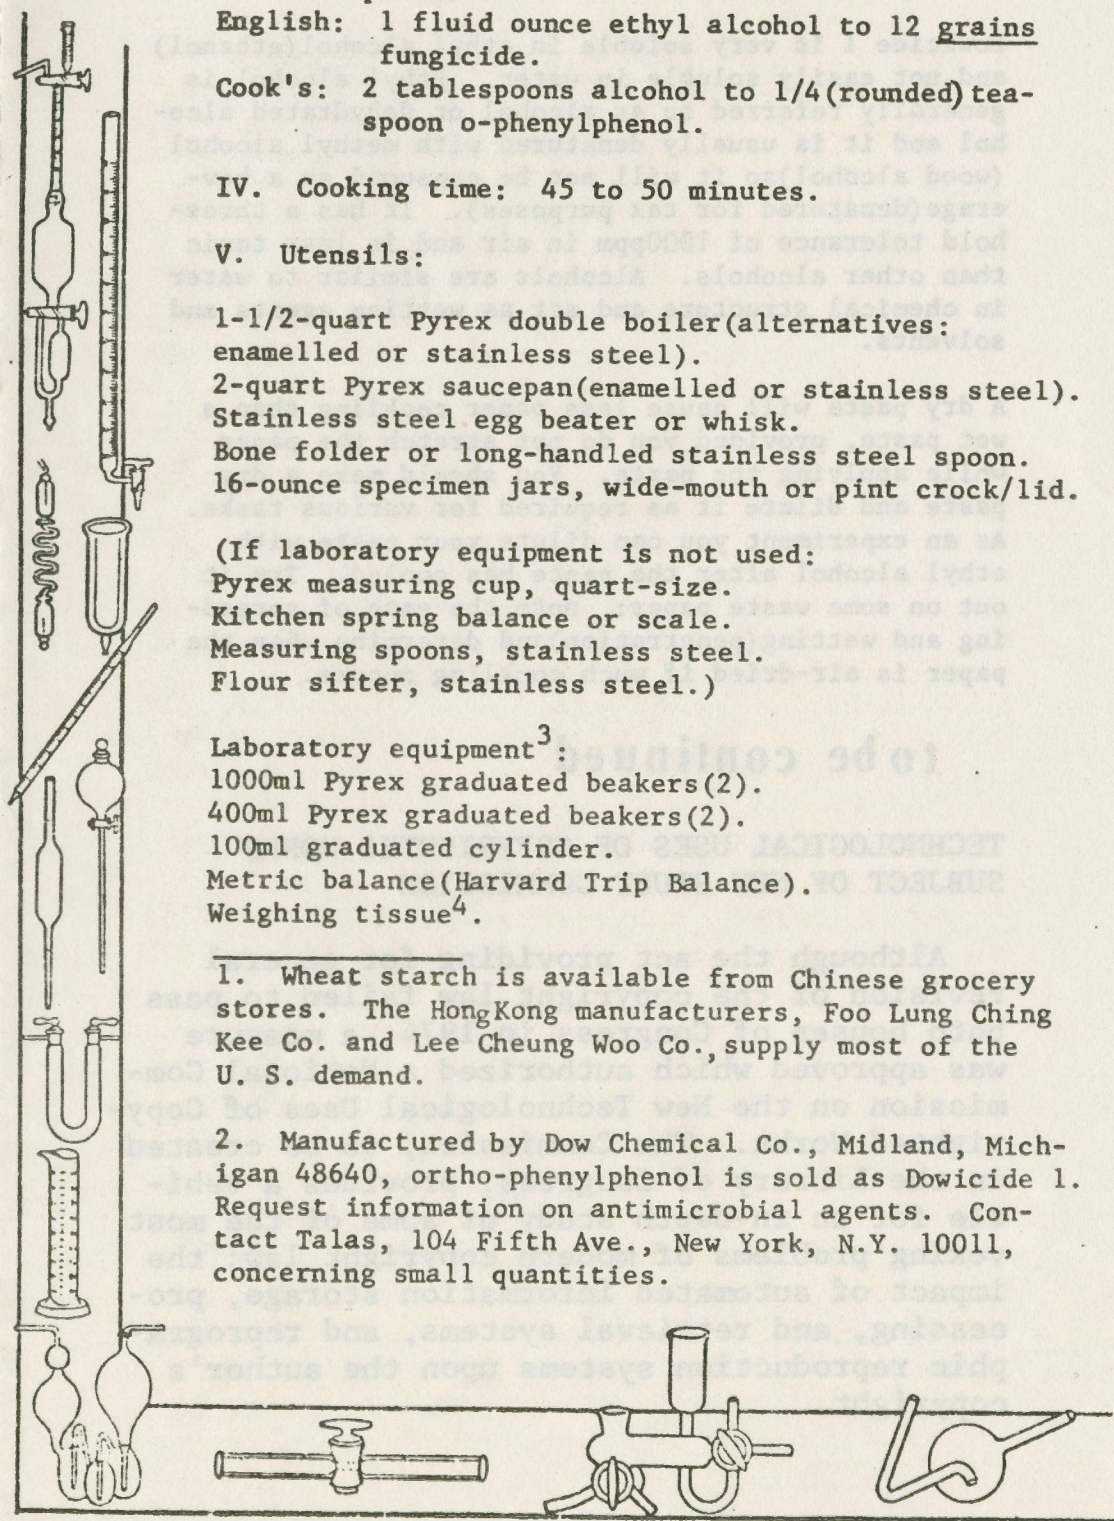 English: 1 fluid ounce ethyl alcohol to 12 grains
fungicide.
Cook's: 2 tablespoons alcohol to 1/4(rounded)tea-
spoon o-phenylphenol.
IV. Cooking time: 45 to 50 minutes.
V. Utensils:
1-1/2-quart Pyrex double boiler(alternatives:
enamelled or stainless steel).
2-quart Pyrex saucepan(enamelled or stainless steel).
Stainless steel egg beater or whisk.
Bone folder or long-handled stainless steel spoon.
16-ounce specimen jars, wide-mouth or pint crock/lid.
(If laboratory equipment is not used:
Pyrex measuring cup, quart-size.
Kitchen spring balance or scale.
Measuring spoons, stainless steel.
Flour sifter, stainless steel.)
Laboratory equipment3:
1000ml Pyrex graduated beakers(2).
400ml Pyrex graduated beakers(2).
100ml graduated cylinder.
Metric balance(Harvard Trip Balance).
Weighing tissue4.
1. Wheat starch is available from Chinese grocery
stores. The HongKong manufacturers, Foo Lung Ching
Kee Co. and Lee Cheung Woo Co., supply most of the
U. S. demand.
2. Manufactured by Dow Chemical Co., Midland, Mich-
igan 48640, ortho-phenylphenol is sold as Dowicide 1.
Request information on antimicrobial agents. Con-
tact Talas, 104 Fifth Ave., New York, N.Y. 10011,
concerning small quantities.